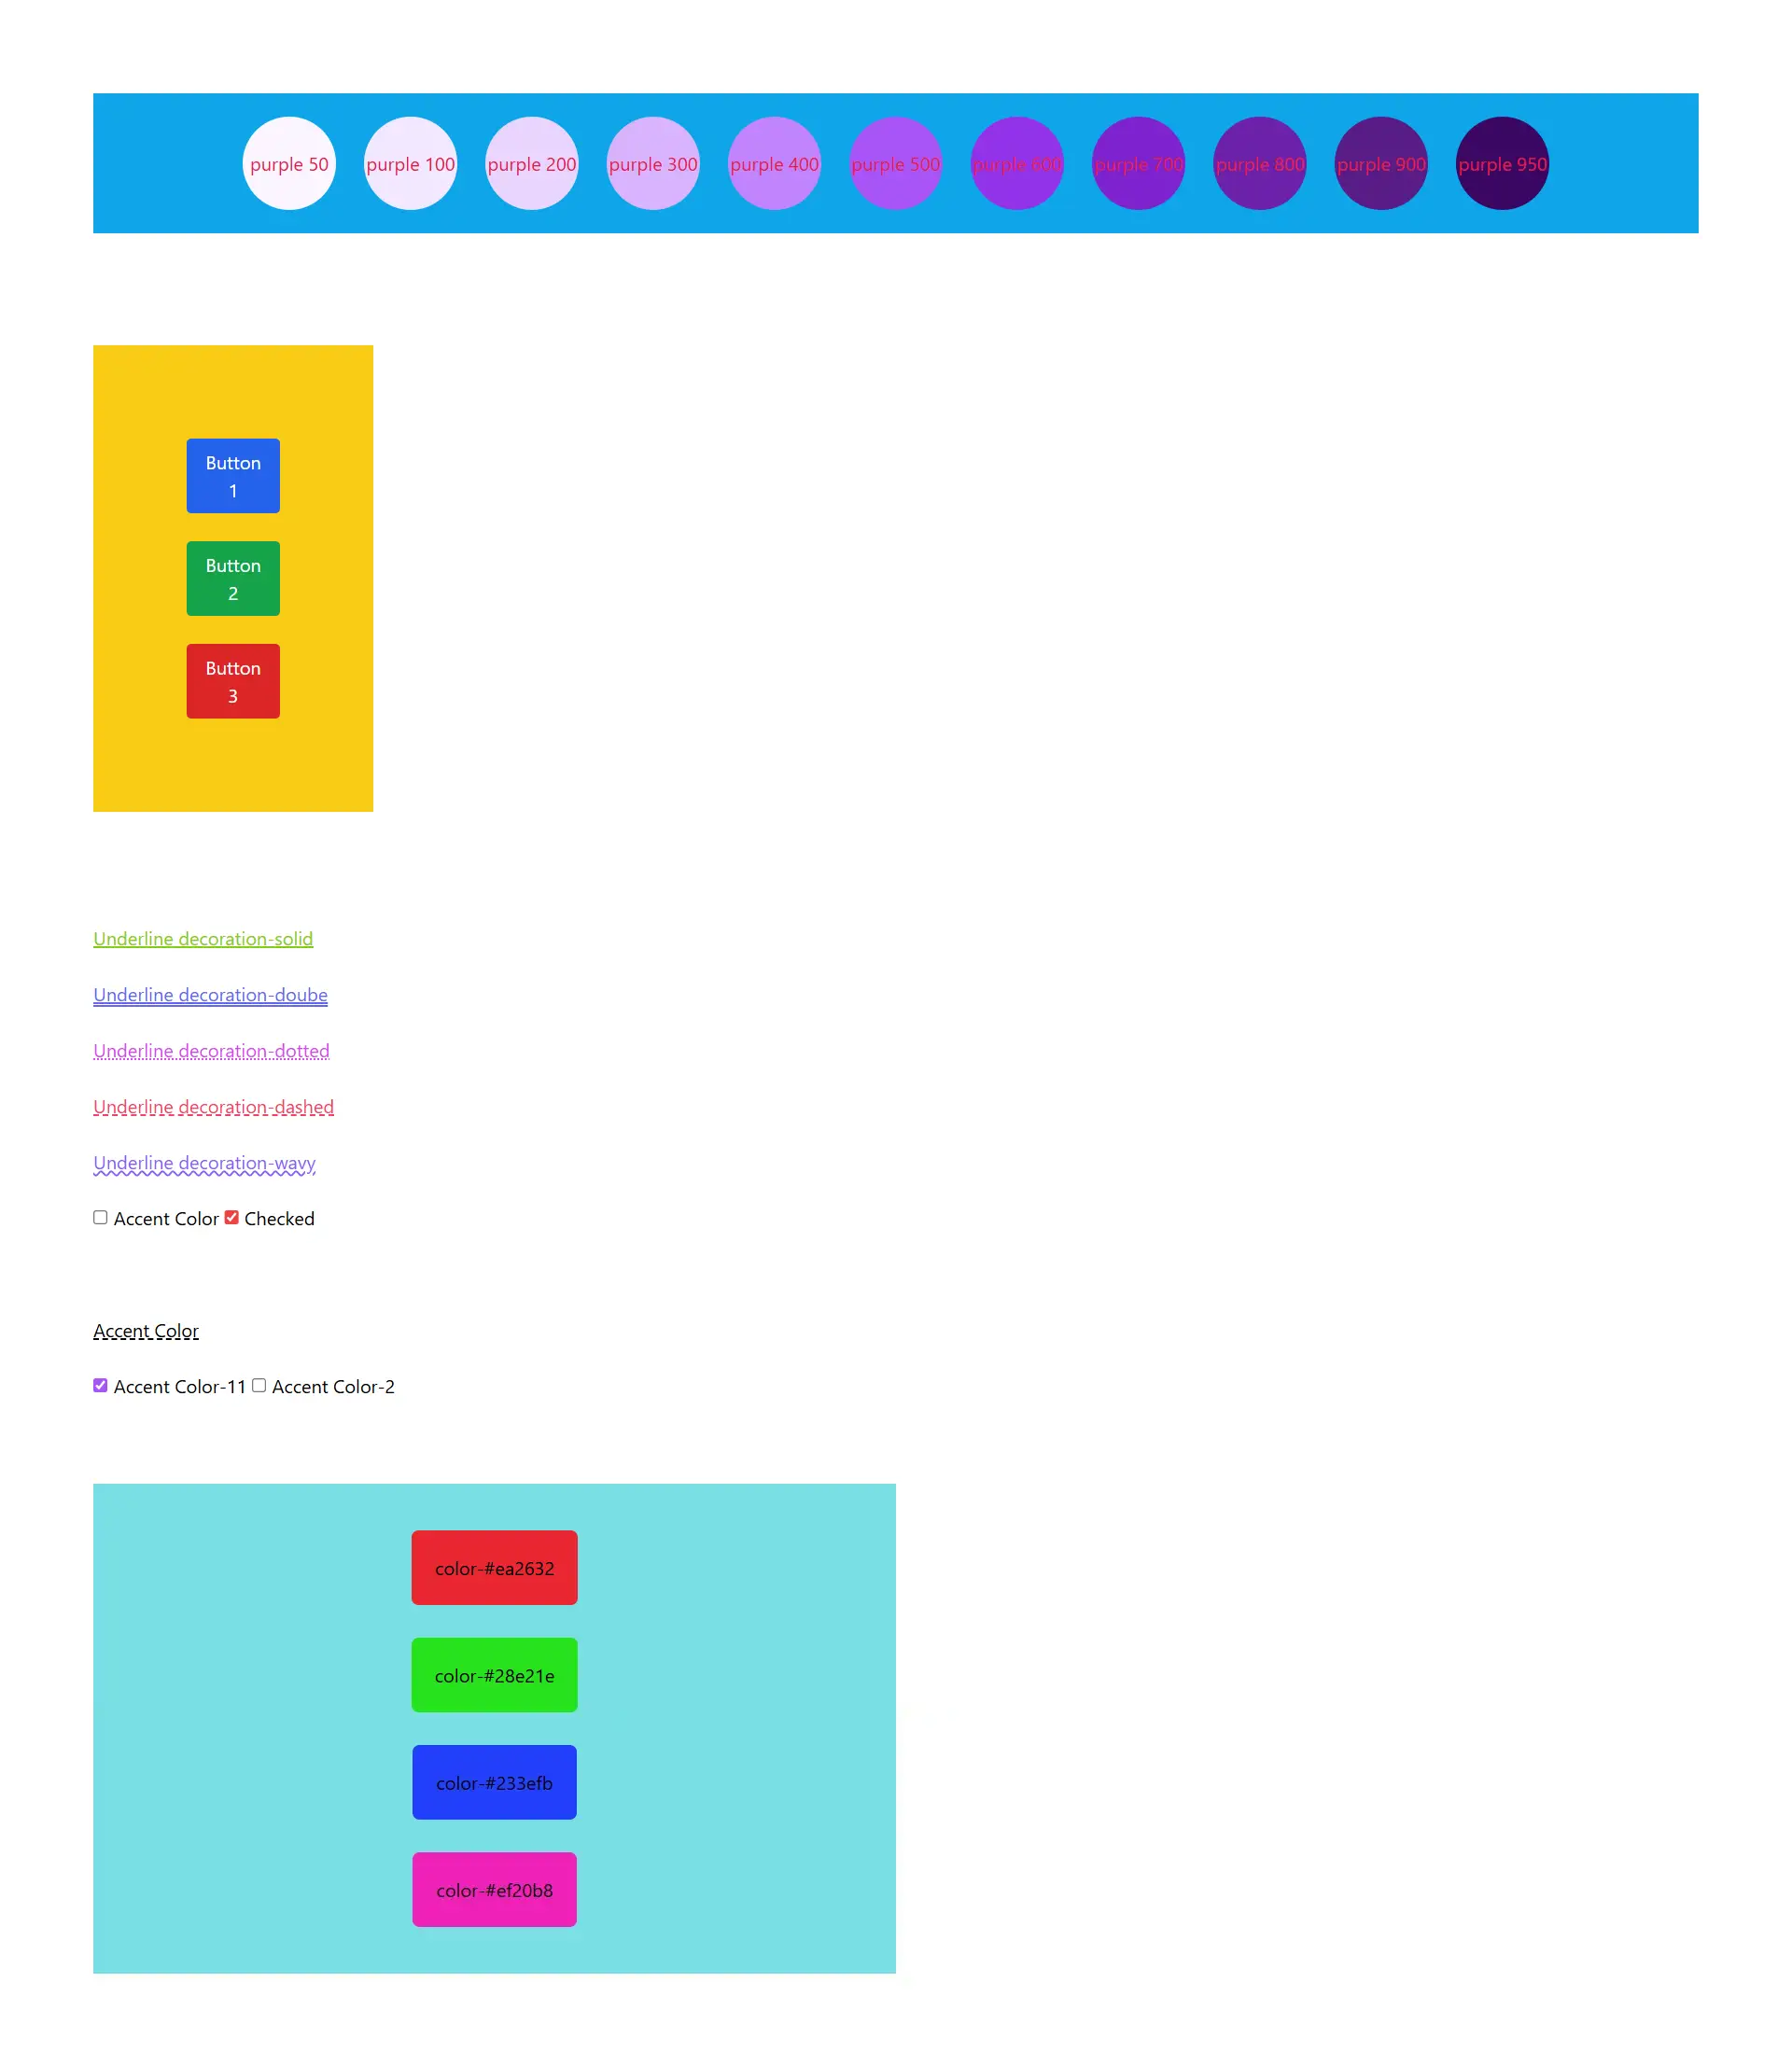 purple 50 purple 100 purple 200 purple 300 purple 400 purple 500 purple 600 purple 700 purple 800 purple 900 purple 950
Button
1
Button
2
Button
3
Underline decoration-solid
Underline decoration-doube
Underline decoration-dotted
Underline decoration-dashed
Underline decoration-wavy
Accent Color Checked
Accent Color
Accent Color-11 Accent Color-2
color-#ea2632
color-#28e21e
color-#233efb
color-#ef20b8